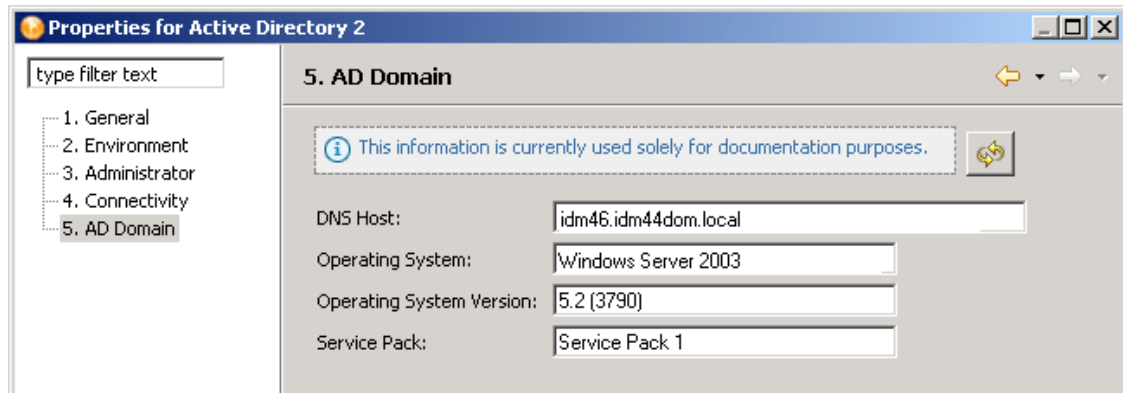 Properties for Active Directory 2
type filter text
1. General
2. Environment
3. Administrator
4. Connectivity
5. AD Domain
5. AD Domain
This information is currently used solely for documentation purposes.
DNS Host: idm46.idm44dom.local
Operating System: Windows Server 2003
Operating System Version: 5.2 (3790)
Service Pack: Service Pack 1